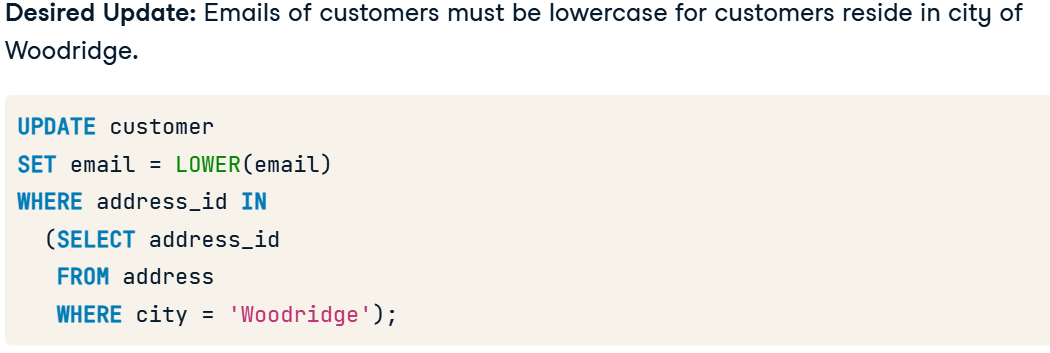 Desired Update: Emails of customers must be lowercase for customers reside in city of
Woodridge.
UPDATE customer
SET email = LOWER(email)
WHERE address_id IN
(SELECT address_id
FROM address
WHERE city = 'Woodridge');